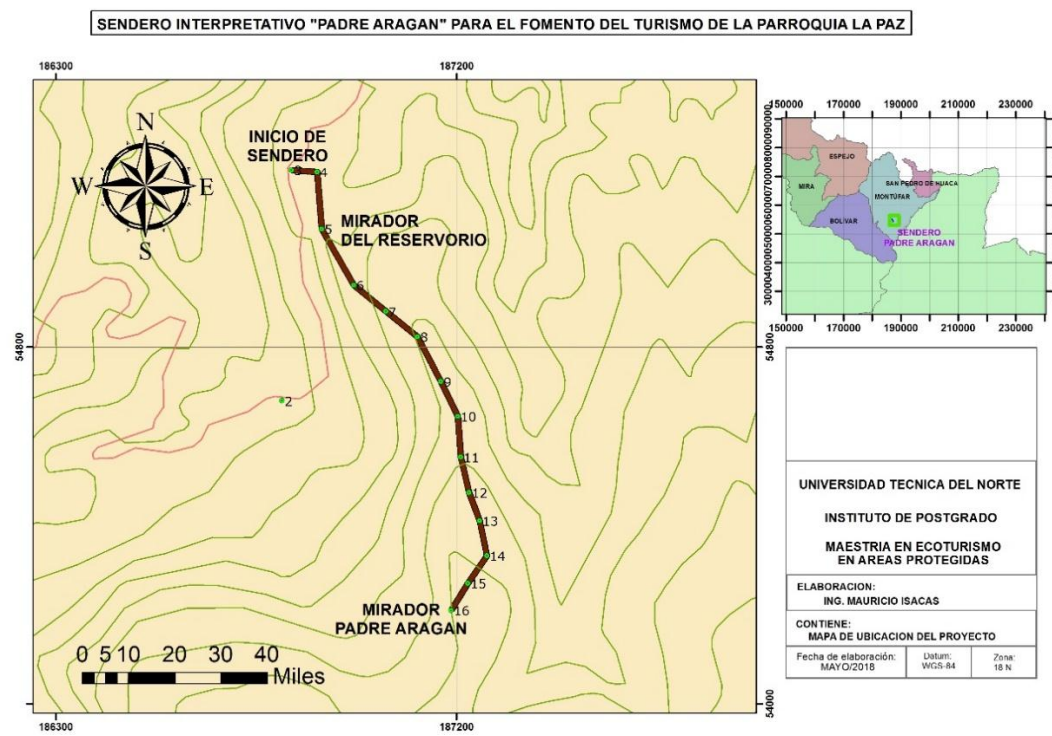 SENDERO INTERPRETATIVO "PADRE ARAGAN" PARA EL FOMENTO DEL TURISMO DE LA PARROQUIA LA PAZ
186300
187200
N
W
E
S
INICIO DE
SENDERO
3
4
MIRADOR
DEL RESERVORIO
5
6
7
8
54800
54800
9
2
10
11
12
13
14
15
16
MIRADOR
PADRE ARAGAN
0 5 10 20 30 40
Miles
54000
186300
187200
150000 170000 190000 210000 230000
ESPEJO
MIRA
SAN PEDRO DE HUACA
MONTÚFAR
BOLÍVAR
SENDERO
PADRE ARAGAN
150000 170000 190000 210000 230000
UNIVERSIDAD TECNICA DEL NORTE
INSTITUTO DE POSTGRADO
MAESTRIA EN ECOTURISMO
EN AREAS PROTEGIDAS
ELABORACION:
ING. MAURICIO ISACAS
CONTIENE:
MAPA DE UBICACION DEL PROYECTO
Fecha de elaboración:
MAYO/2018
Datum:
WGS-84
Zona:
18 N